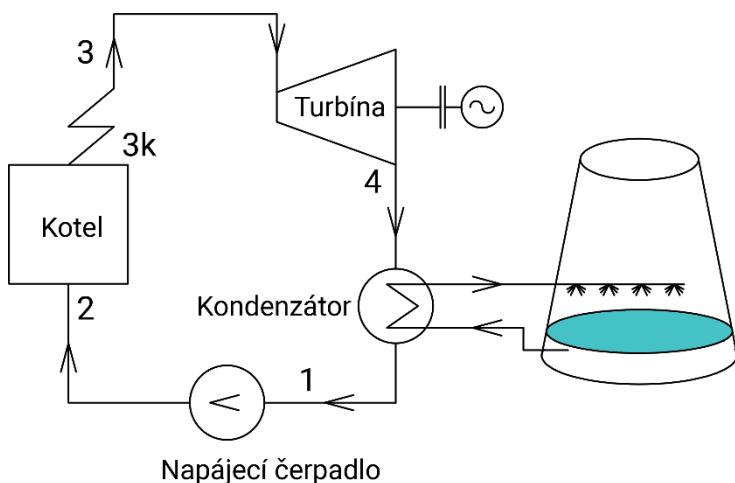 3
3k
Turbína
4
Kotel
Kondenzátor
2
1
Napájecí čerpadlo